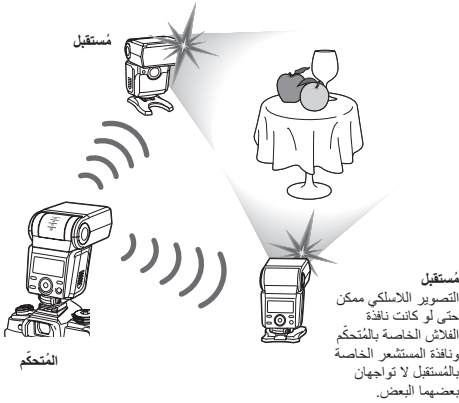 مُستقبل
مُستقبل
التصوير اللاسلكي ممكن
حتى لو كانت نافذة
الفلاش الخاصة بالمُتحكّم
ونافذة المستشعر الخاصة
بالمُستقبل لا تواجهان
بعضهما البعض.
المُتحكّم